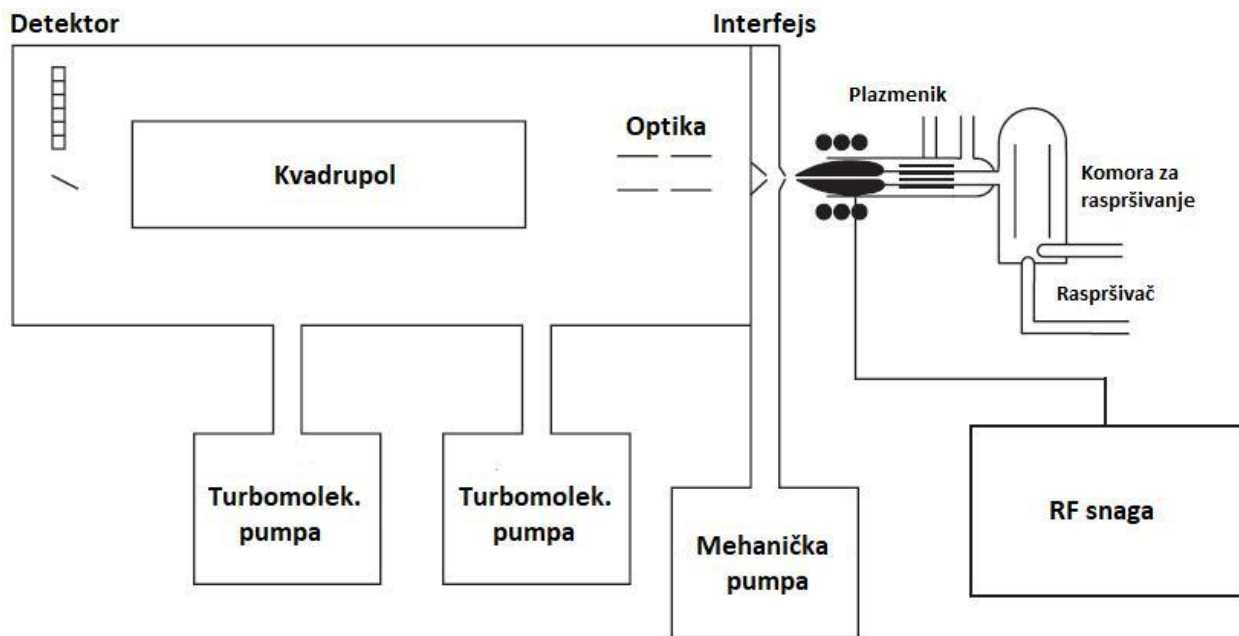 Detektor
Interfejs
Plazmenik
Optika
Kvadrupol
Komora za
raspršivanje
Raspršivač
Turbomolek.
pumpa
Turbomolek.
pumpa
Mehanička
pumpa
RF snaga